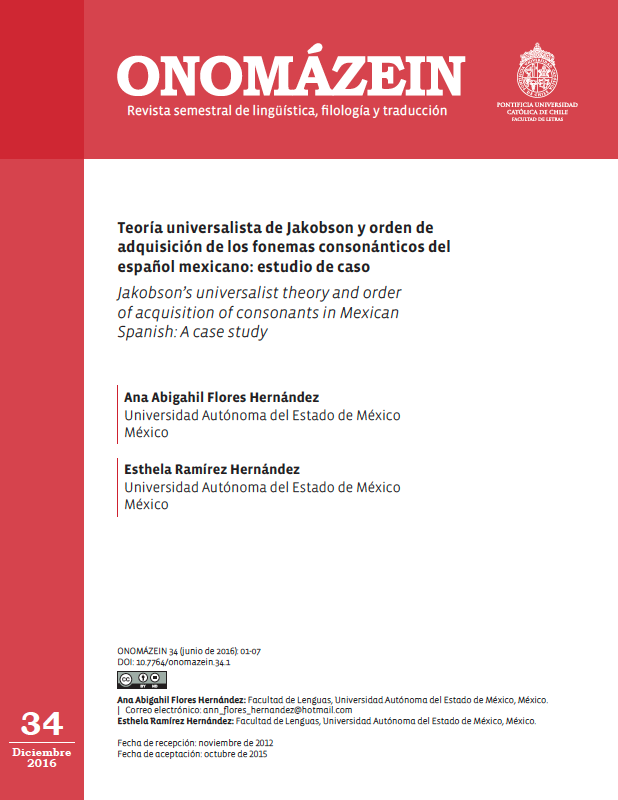 ONOMÁZEIN
Revista semestral de lingüística, filología y traducción
PONTIFICIA UNIVERSIDAD
CATÓLICA DE CHILE
FACULTAD DE LETRAS
Teoría universalista de Jakobson y orden de
adquisición de los fonemas consonánticos del
español mexicano: estudio de caso
Jakobson's universalist theory and order
of acquisition of consonants in Mexican
Spanish: A case study
Ana Abigahil Flores Hernández
Universidad Autónoma del Estado de México
México
Esthela Ramírez Hernández
Universidad Autónoma del Estado de México
México
ONOMÁZEIN 34 (junio de 2016): 01-07
DOI: 10.7764/onomazein.34.1
cc
BY ND
Ana Abigahil Flores Hernández: Facultad de Lenguas, Universidad Autónoma del Estado de México, México.
| Correo electrónico: ann_flores_hernandez@hotmail.com
Esthela Ramírez Hernández: Facultad de Lenguas, Universidad Autónoma del Estado de México, México.
Fecha de recepción: noviembre de 2012
Fecha de aceptación: octubre de 2015
34
Diciembre
2016